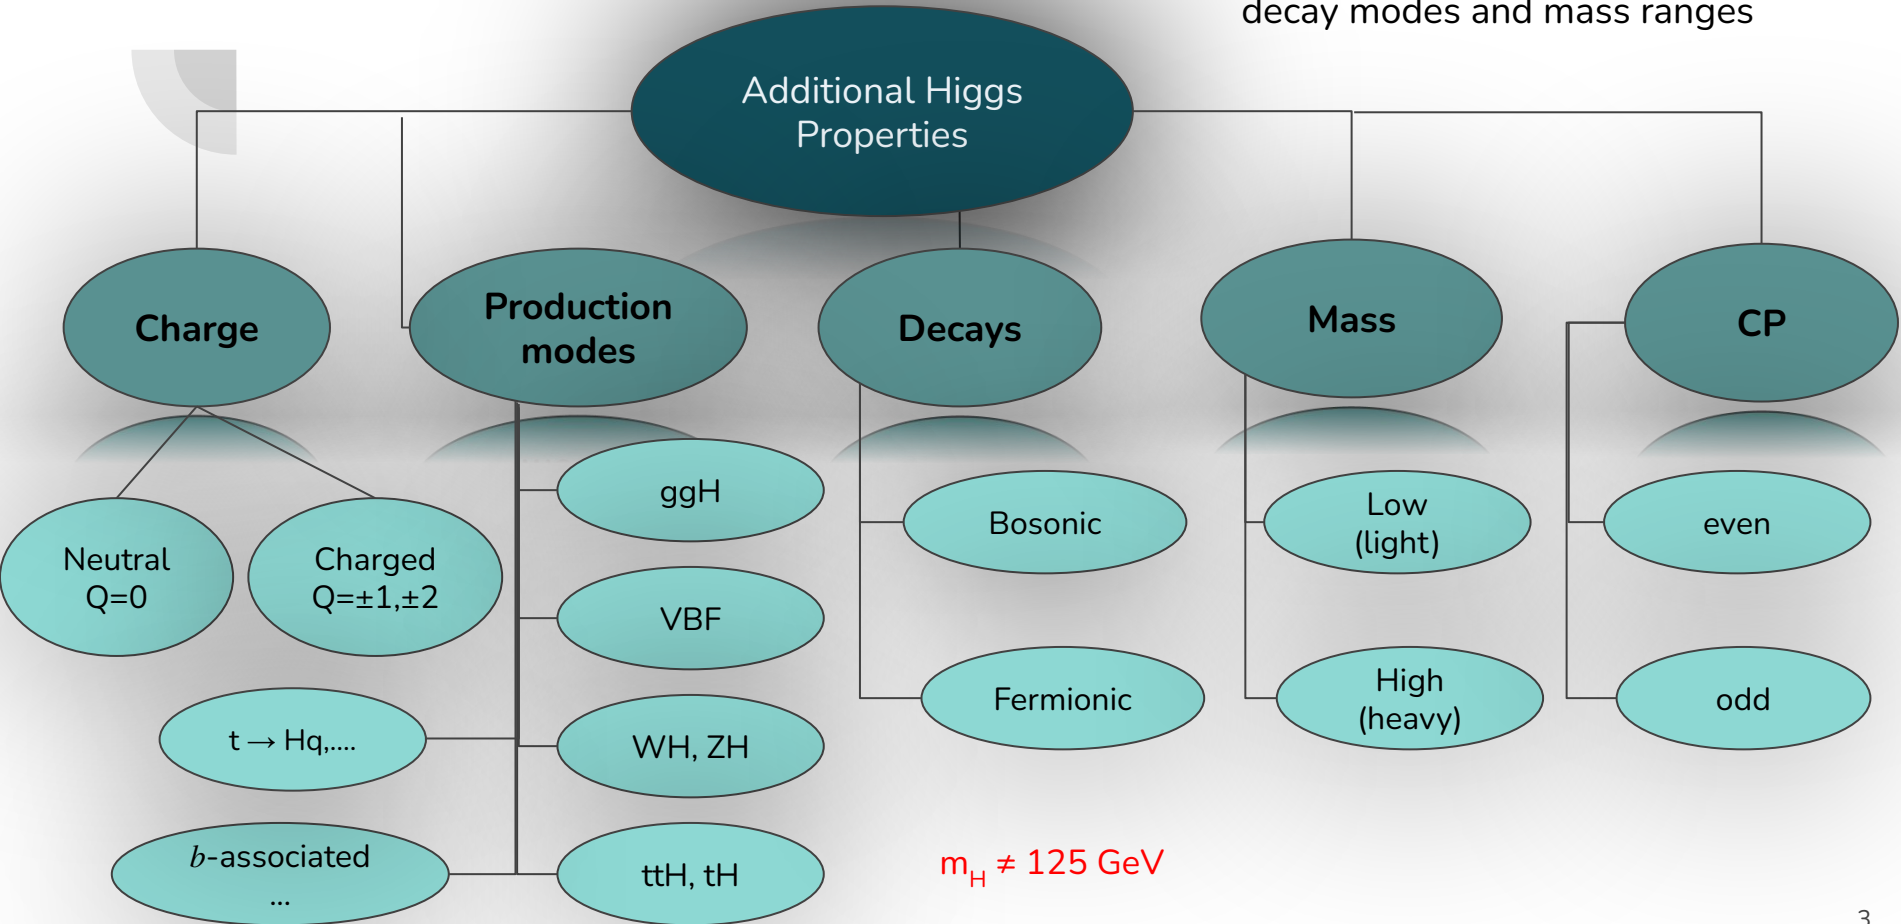 decay modes and mass ranges
Additional Higgs
Properties
Charge
Production
modes
Decays
Mass
CP
Neutral
Q=0
Charged
Q=±1,±2
ggH
VBF
WH, ZH
ttH, tH
t → Hq,....
b-associated
...
Bosonic
Fermionic
Low
(light)
High
(heavy)
even
odd
m_H ≠ 125 GeV
3